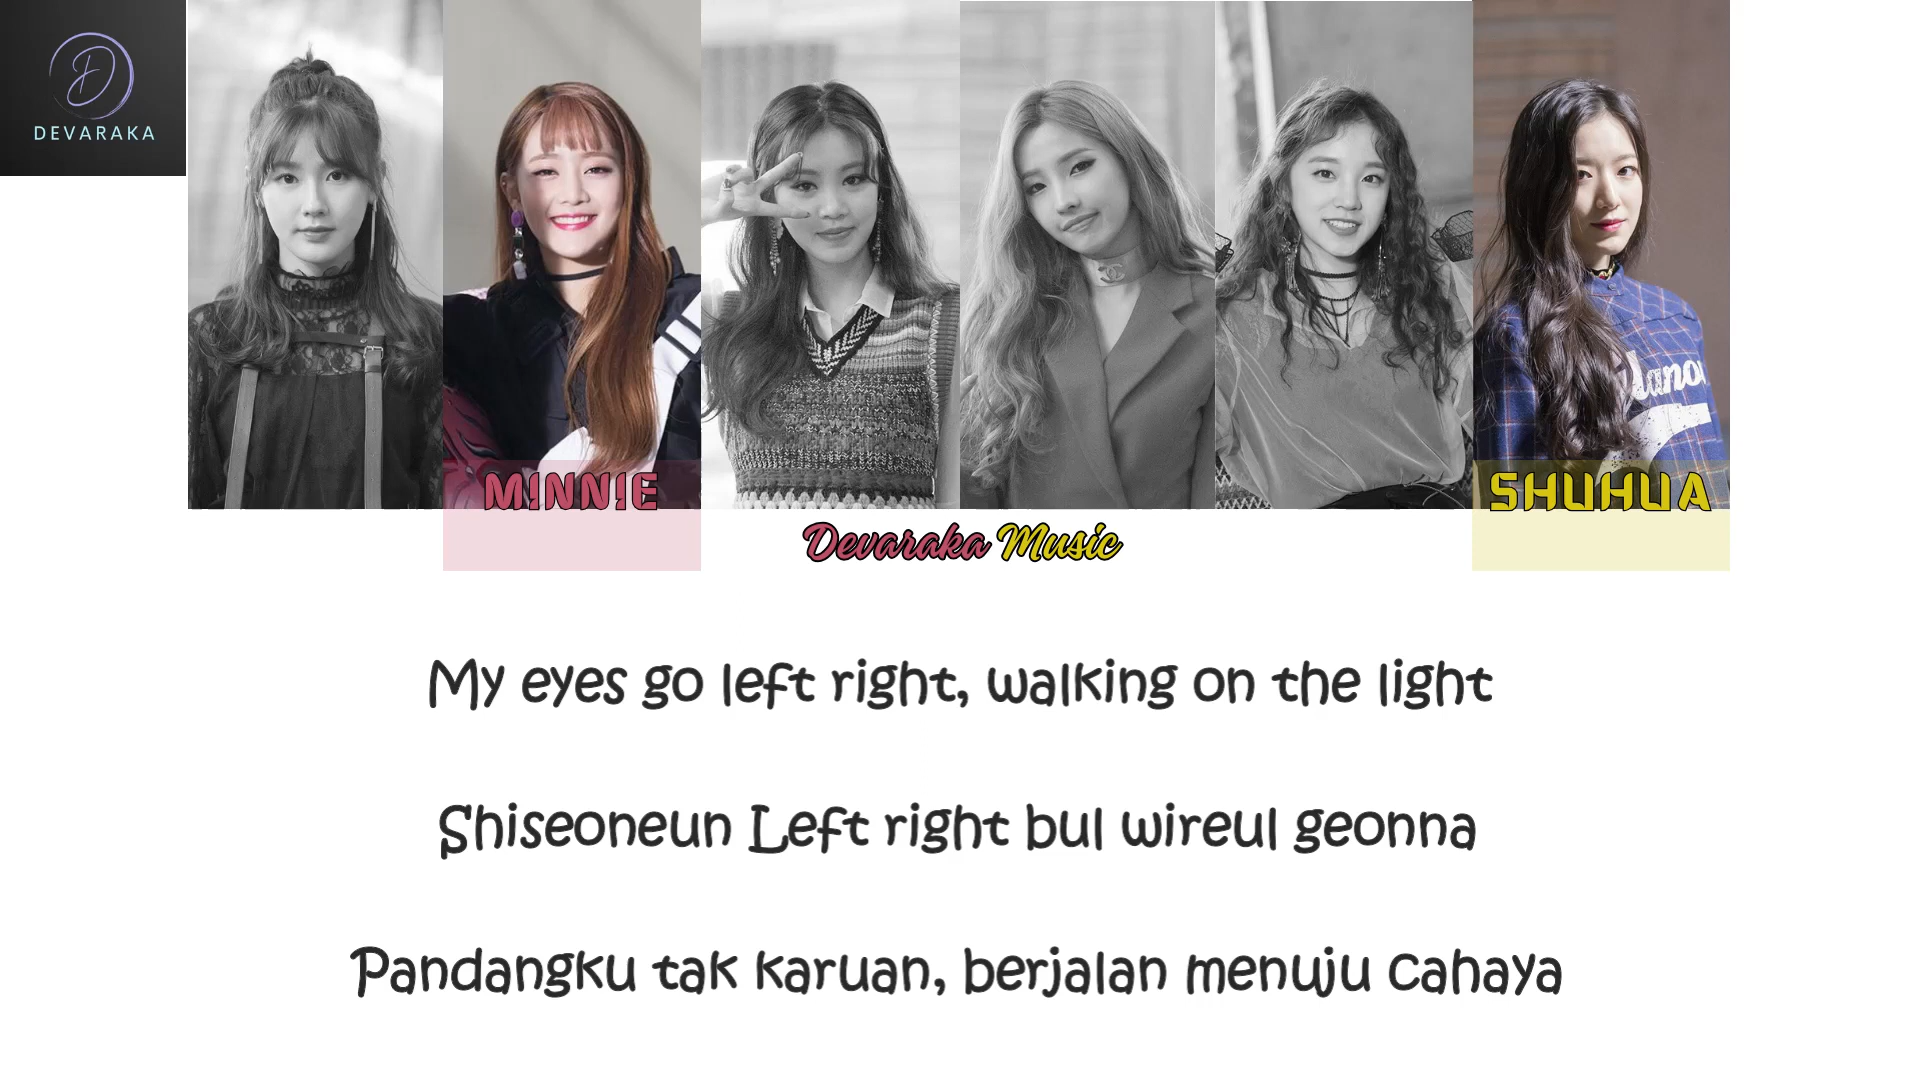 D
DEVARAKA
MINNIE
SHUHUA
Devaraka Music
My eyes go left right, walking on the light
Shiseoneun Left right bul wireul geonna
Pandangku tak karuan, berjalan menuju cahaya